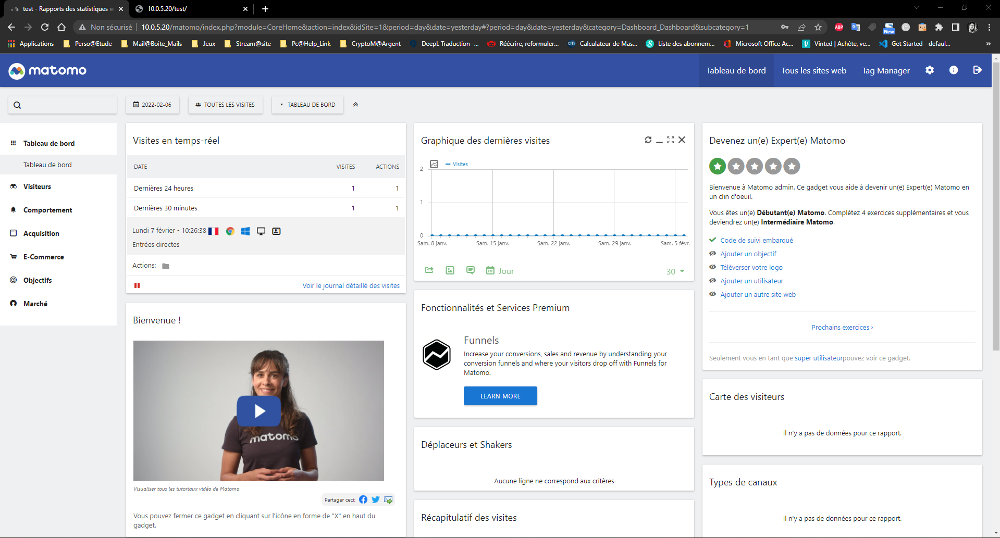 test - Rapports des statistiques w
10.0.5.20/test/
Non sécurisé
10.0.5.20/matomo/index.php?module=CoreHome&action=index&idSite=1&period=day&date=yesterday#?period=day&date=yesterday&category=Dashboard_Dashboard&subcategory=1
ABP
New
Applications
Perso@Etude
Mail@Boite_Mails
Jeux
Stream@site
Pc@Help_Link
CryptoM@Argent
DeepL Traduction -...
Réécrire, reformuler...
Calculateur de Mas...
Liste des abonnem...
Microsoft Office Ac...
Vinted | Achète, ve...
Get Started - defaul...
»
matomo
Tableau de bord
Tous les sites web
Tag Manager
2022-02-06
TOUTES LES VISITES
TABLEAU DE BORD
Tableau de bord
Tableau de bord
Visiteurs
Comportement
Acquisition
E-Commerce
Objectifs
Marché
Visites en temps-réel
DATE VISITES ACTIONS
Dernières 24 heures 1 1
Dernières 30 minutes 1 1
Lundi 7 février - 10:26:38
Entrées directes
Actions:
Voir le journal détaillé des visites
Bienvenue !
matomo
Visualiser tous les tutoriaux vidéo de Matomo
Partager ceci:
Vous pouvez fermer ce gadget en cliquant sur l'icône en forme de "X" en haut du
gadget.
Graphique des dernières visites
Visites
2
1
0
Sam. 8 janv. Sam. 15 janv. Sam. 22 janv. Sam. 29 janv. Sam. 5 févr.
Jour
30
Fonctionnalités et Services Premium
Funnels
Increase your conversions, sales and revenue by understanding your
conversion funnels and where your visitors drop off with Funnels for
Matomo.
LEARN MORE
Déplaceurs et Shakers
Aucune ligne ne correspond aux critères
Récapitulatif des visites
Devenez un(e) Expert(e) Matomo
Bienvenue à Matomo admin. Ce gadget vous aide à devenir un(e) Expert(e) Matomo en
un clin d'oeuil.
Vous êtes un(e) Débutant(e) Matomo. Complétez 4 exercices supplémentaires et vous
deviendrez un(e) Intermédiaire Matomo.
Code de suivi embarqué
Ajouter un objectif
Téléverser votre logo
Ajouter un utilisateur
Ajouter un autre site web
Prochains exercices ›
Seulement vous en tant que super utilisateurpouvez voir ce gadget.
Carte des visiteurs
Il n'y a pas de données pour ce rapport.
Types de canaux
Il n'y a pas de données pour ce rapport.